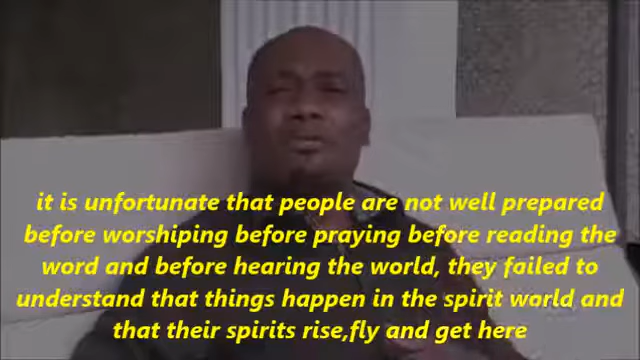 it is unfortunate that people are not well prepared
before worshiping before praying before reading the
word and before hearing the world, they failed to
understand that things happen in the spirit world and
that their spirits rise,fly and get here